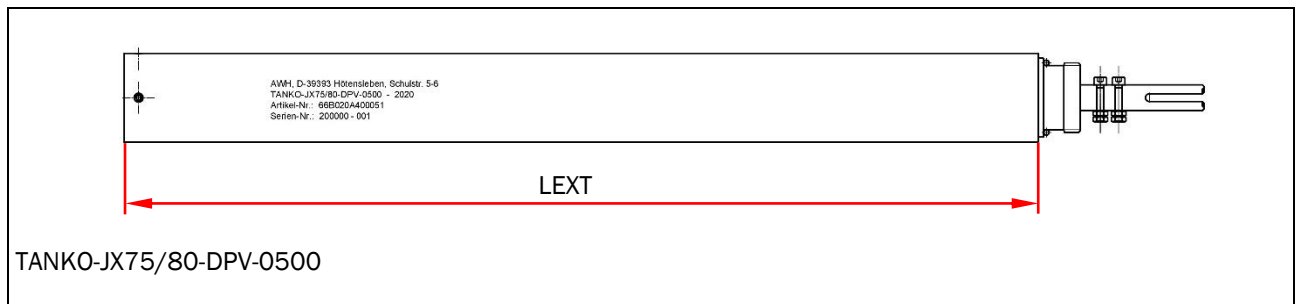 AWH, D-39393 Hötensleben, Schulstr. 5-6
TANKO-JX75/80-DPV-0500 - 2020
Artikel-Nr.: 66B020A400051
Serien-Nr.: 200000 - 001
LEXT
TANKO-JX75/80-DPV-0500